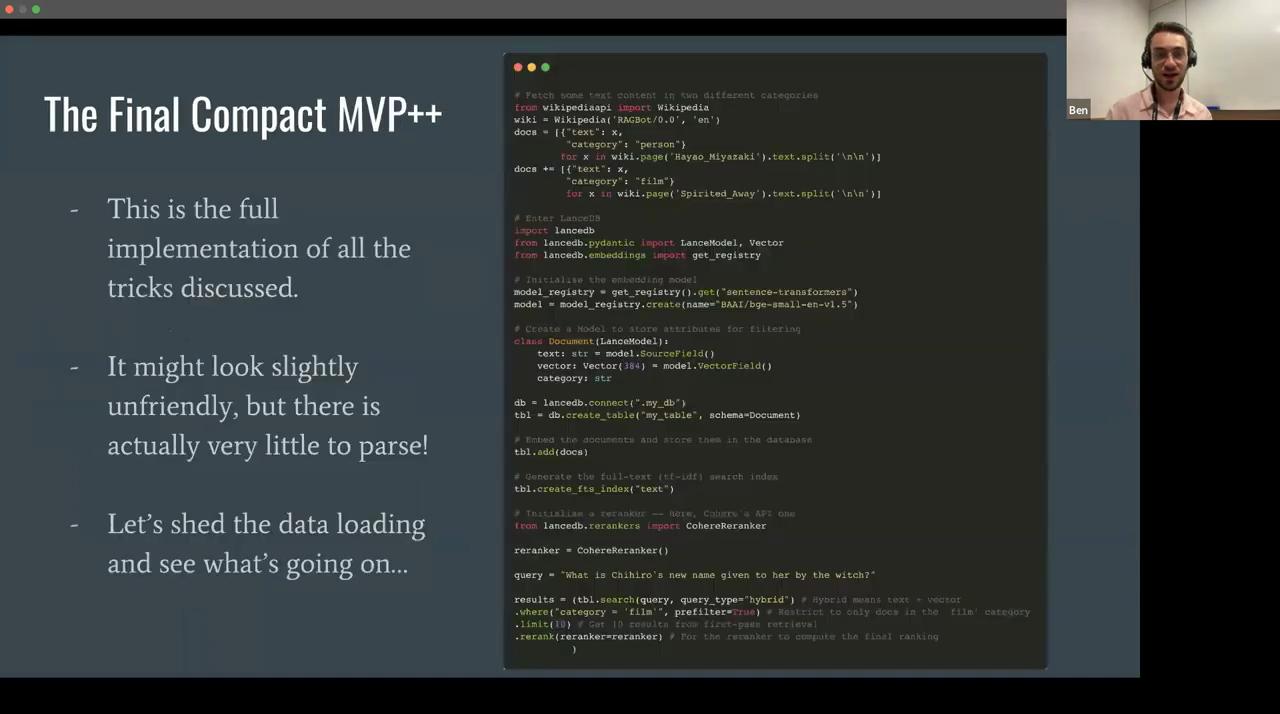 The Final Compact MVP++
- This is the full
implementation of all the
tricks discussed.
- It might look slightly
unfriendly, but there is
actually very little to parse!
- Let's shed the data loading
and see what's going on...
# Fetch some text content in two different categories
from wikipediaapi import Wikipedia
wiki = Wikipedia('RAGBot/0.0', 'en')
docs = [{"text": x,
"category": "person"}
for x in wiki.page('Hayao_Miyazaki').text.split('\n\n')]
docs += [{"text": x,
"category": "film"}
for x in wiki.page('Spirited_Away').text.split('\n\n')]
# Enter LanceDB
import lancedb
from lancedb.pydantic import LanceModel, Vector
from lancedb.embeddings import get_registry
# Initialise the embedding model
model_registry = get_registry().get("sentence-transformers")
model = model_registry.create(name="BAAI/bge-small-en-v1.5")
# Create a Model to store attributes for filtering
class Document(LanceModel):
text: str = model.SourceField()
vector: Vector(384) = model.VectorField()
category: str
db = lancedb.connect(".my_db")
tbl = db.create_table("my_table", schema=Document)
# Embed the documents and store them in the database
tbl.add(docs)
# Generate the full-text (tf-idf) search index
tbl.create_fts_index("text")
# Initialise a reranker -- here, Cohere's API one
from lancedb.rerankers import CohereReranker
reranker = CohereReranker()
query = "What is Chihiro's new name given to her by the witch?"
results = (tbl.search(query, query_type="hybrid") # Hybrid means text + vector
.where("category = 'film'", prefilter=True) # Restrict to only docs in the 'film' category
.limit(10) # Get 10 results from first-pass retrieval
.rerank(reranker=reranker) # For the reranker to compute the final ranking
)
Ben